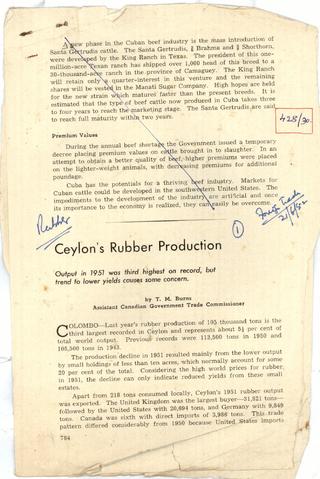 A new phase in the Cuban beef industry is the mass introduction of
Santa Gertrudis cattle. The Santa Gertrudis, ⅜ Brahma and ⅝ Shorthorn,
were developed by the King Ranch in Texas. The president of this one-
million-acre Texan ranch has shipped over 1,000 head of this breed to a
30-thousand-acre ranch in the province of Camaguey. The King Ranch
will retain only a quarter-interest in this venture and the remaining
shares will be vested in the Manati Sugar Company. High hopes are held
for the new strain which matured faster than the present breeds. It is
estimated that the type of beef cattle now produced in Cuba takes three
to four years to reach the marketing stage. The Santa Gertrudis are said
to reach full maturity within two years.
428/30.
Premium Values
During the annual beef shortage the Government issued a temporary
decree placing premium values on cattle brought in to slaughter. In an
attempt to obtain a better quality of beef, higher premiums were placed
on the lighter-weight animals, with decreasing premiums for additional
poundage.
Cuba has the potentials for a thriving beef industry. Markets for
Cuban cattle could be developed in the southwestern United States. The
impediments to the development of the industry are artificial and once
its importance to the economy is realized, they can easily be overcome.
Rubber
1
Foreign Trade
21/6/52
Ceylon's Rubber Production
Output in 1951 was third highest on record, but
trend to lower yields causes some concern.
by T. M. Burns
Assistant Canadian Government Trade Commissioner
COLOMBO—Last year's rubber production of 105 thousand tons is the
third largest recorded in Ceylon and represents about 5½ per cent of
total world output. Previous records were 113,500 tons in 1950 and
105,500 tons in 1943.
The production decline in 1951 resulted mainly from the lower output
by small holdings of less than ten acres, which normally account for some
20 per cent of the total. Considering the high world prices for rubber,
in 1951, the decline can only indicate reduced yields from these small
estates.
Apart from 218 tons consumed locally, Ceylon's 1951 rubber output
was exported. The United Kingdom was the largest buyer—31,821 tons—
followed by the United States with 20,694 tons, and Germany with 9,849
tons. Canada was sixth with direct imports of 3,986 tons. This trade
pattern differed considerably from 1950 because United States imports
784